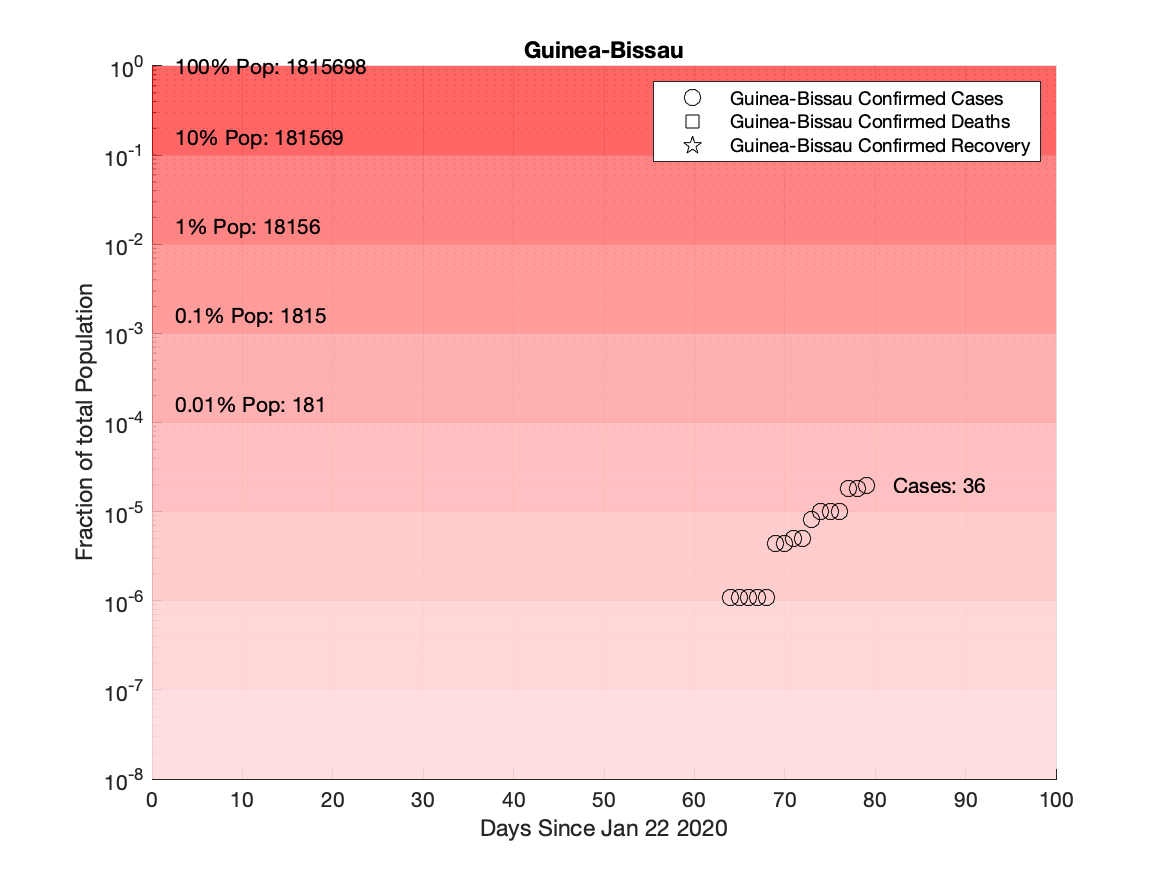 Guinea-Bissau
10^0
100% Pop: 1815698
Guinea-Bissau Confirmed Cases
Guinea-Bissau Confirmed Deaths
Guinea-Bissau Confirmed Recovery
10% Pop: 181569
10^-1
1% Pop: 18156
10^-2
0.1% Pop: 1815
10^-3
0.01% Pop: 181
10^-4
Cases: 36
10^-5
10^-6
10^-7
10^-8
Fraction of total Population
0 10 20 30 40 50 60 70 80 90 100
Days Since Jan 22 2020